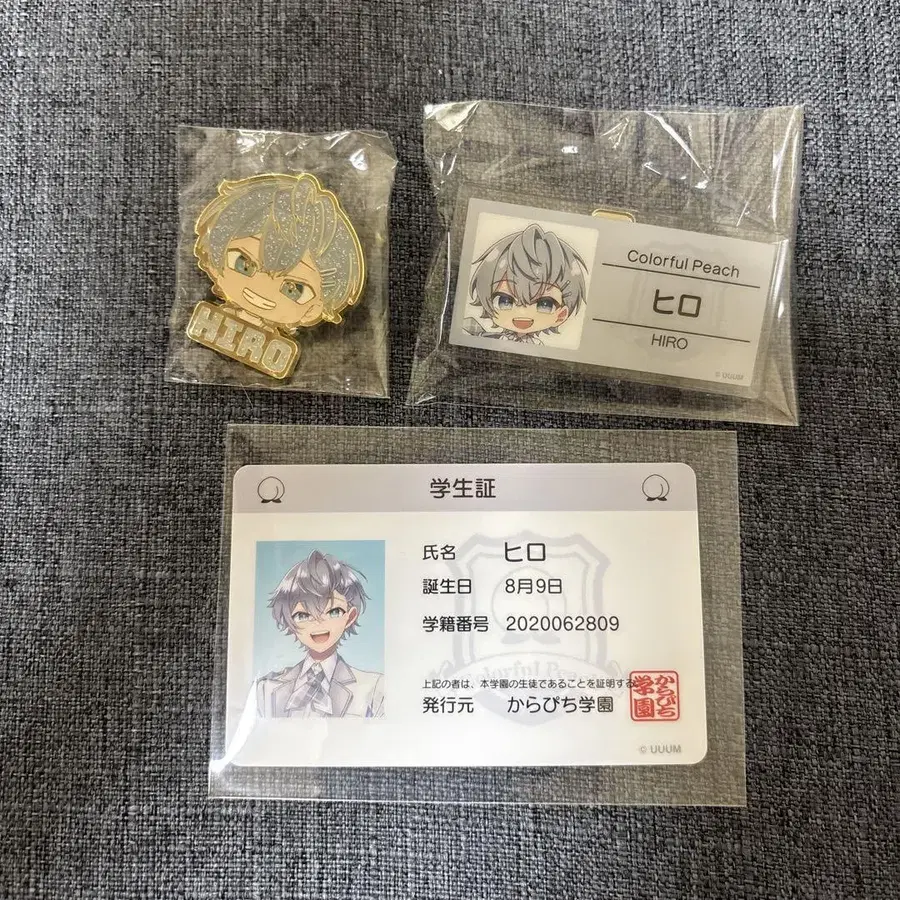 HIRO
Colorful Peach
ヒロ
HIRO
© UUUM
学生証
氏名 ヒロ
誕生日 8月9日
学籍番号 2020062809
Colorful Peach
上記の者は、本学園の生徒であることを証明する
発行元 からぴち学園
からぴち
学園
© UUUM